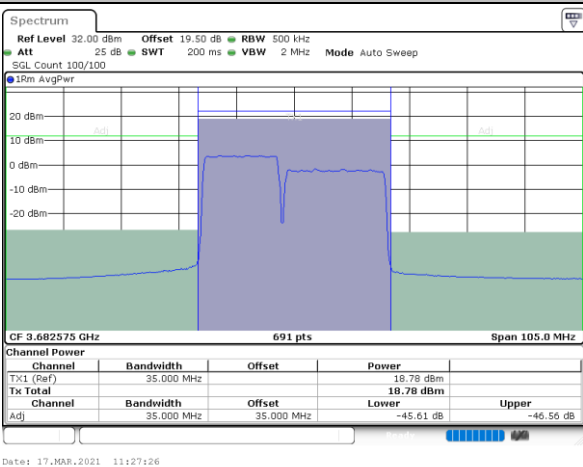 Spectrum
Ref Level 32.00 dBm Offset 19.50 dB RBW 500 kHz
Att 25 dB SWT 200 ms VBW 2 MHz Mode Auto Sweep
SGL Count 100/100
1Rm AvgPwr
20 dBm
Adj Adj
10 dBm
0 dBm
-10 dBm
-20 dBm
CF 3.682575 GHz 691 pts Span 105.0 MHz
Channel Power
Channel Bandwidth Offset Power
TX1 (Ref) 35.000 MHz 18.78 dBm
Tx Total 18.78 dBm
Channel Bandwidth Offset Lower Upper
Adj 35.000 MHz 35.000 MHz -45.61 dB -46.56 dB
Ready
Date: 17.MAR.2021 11:27:26